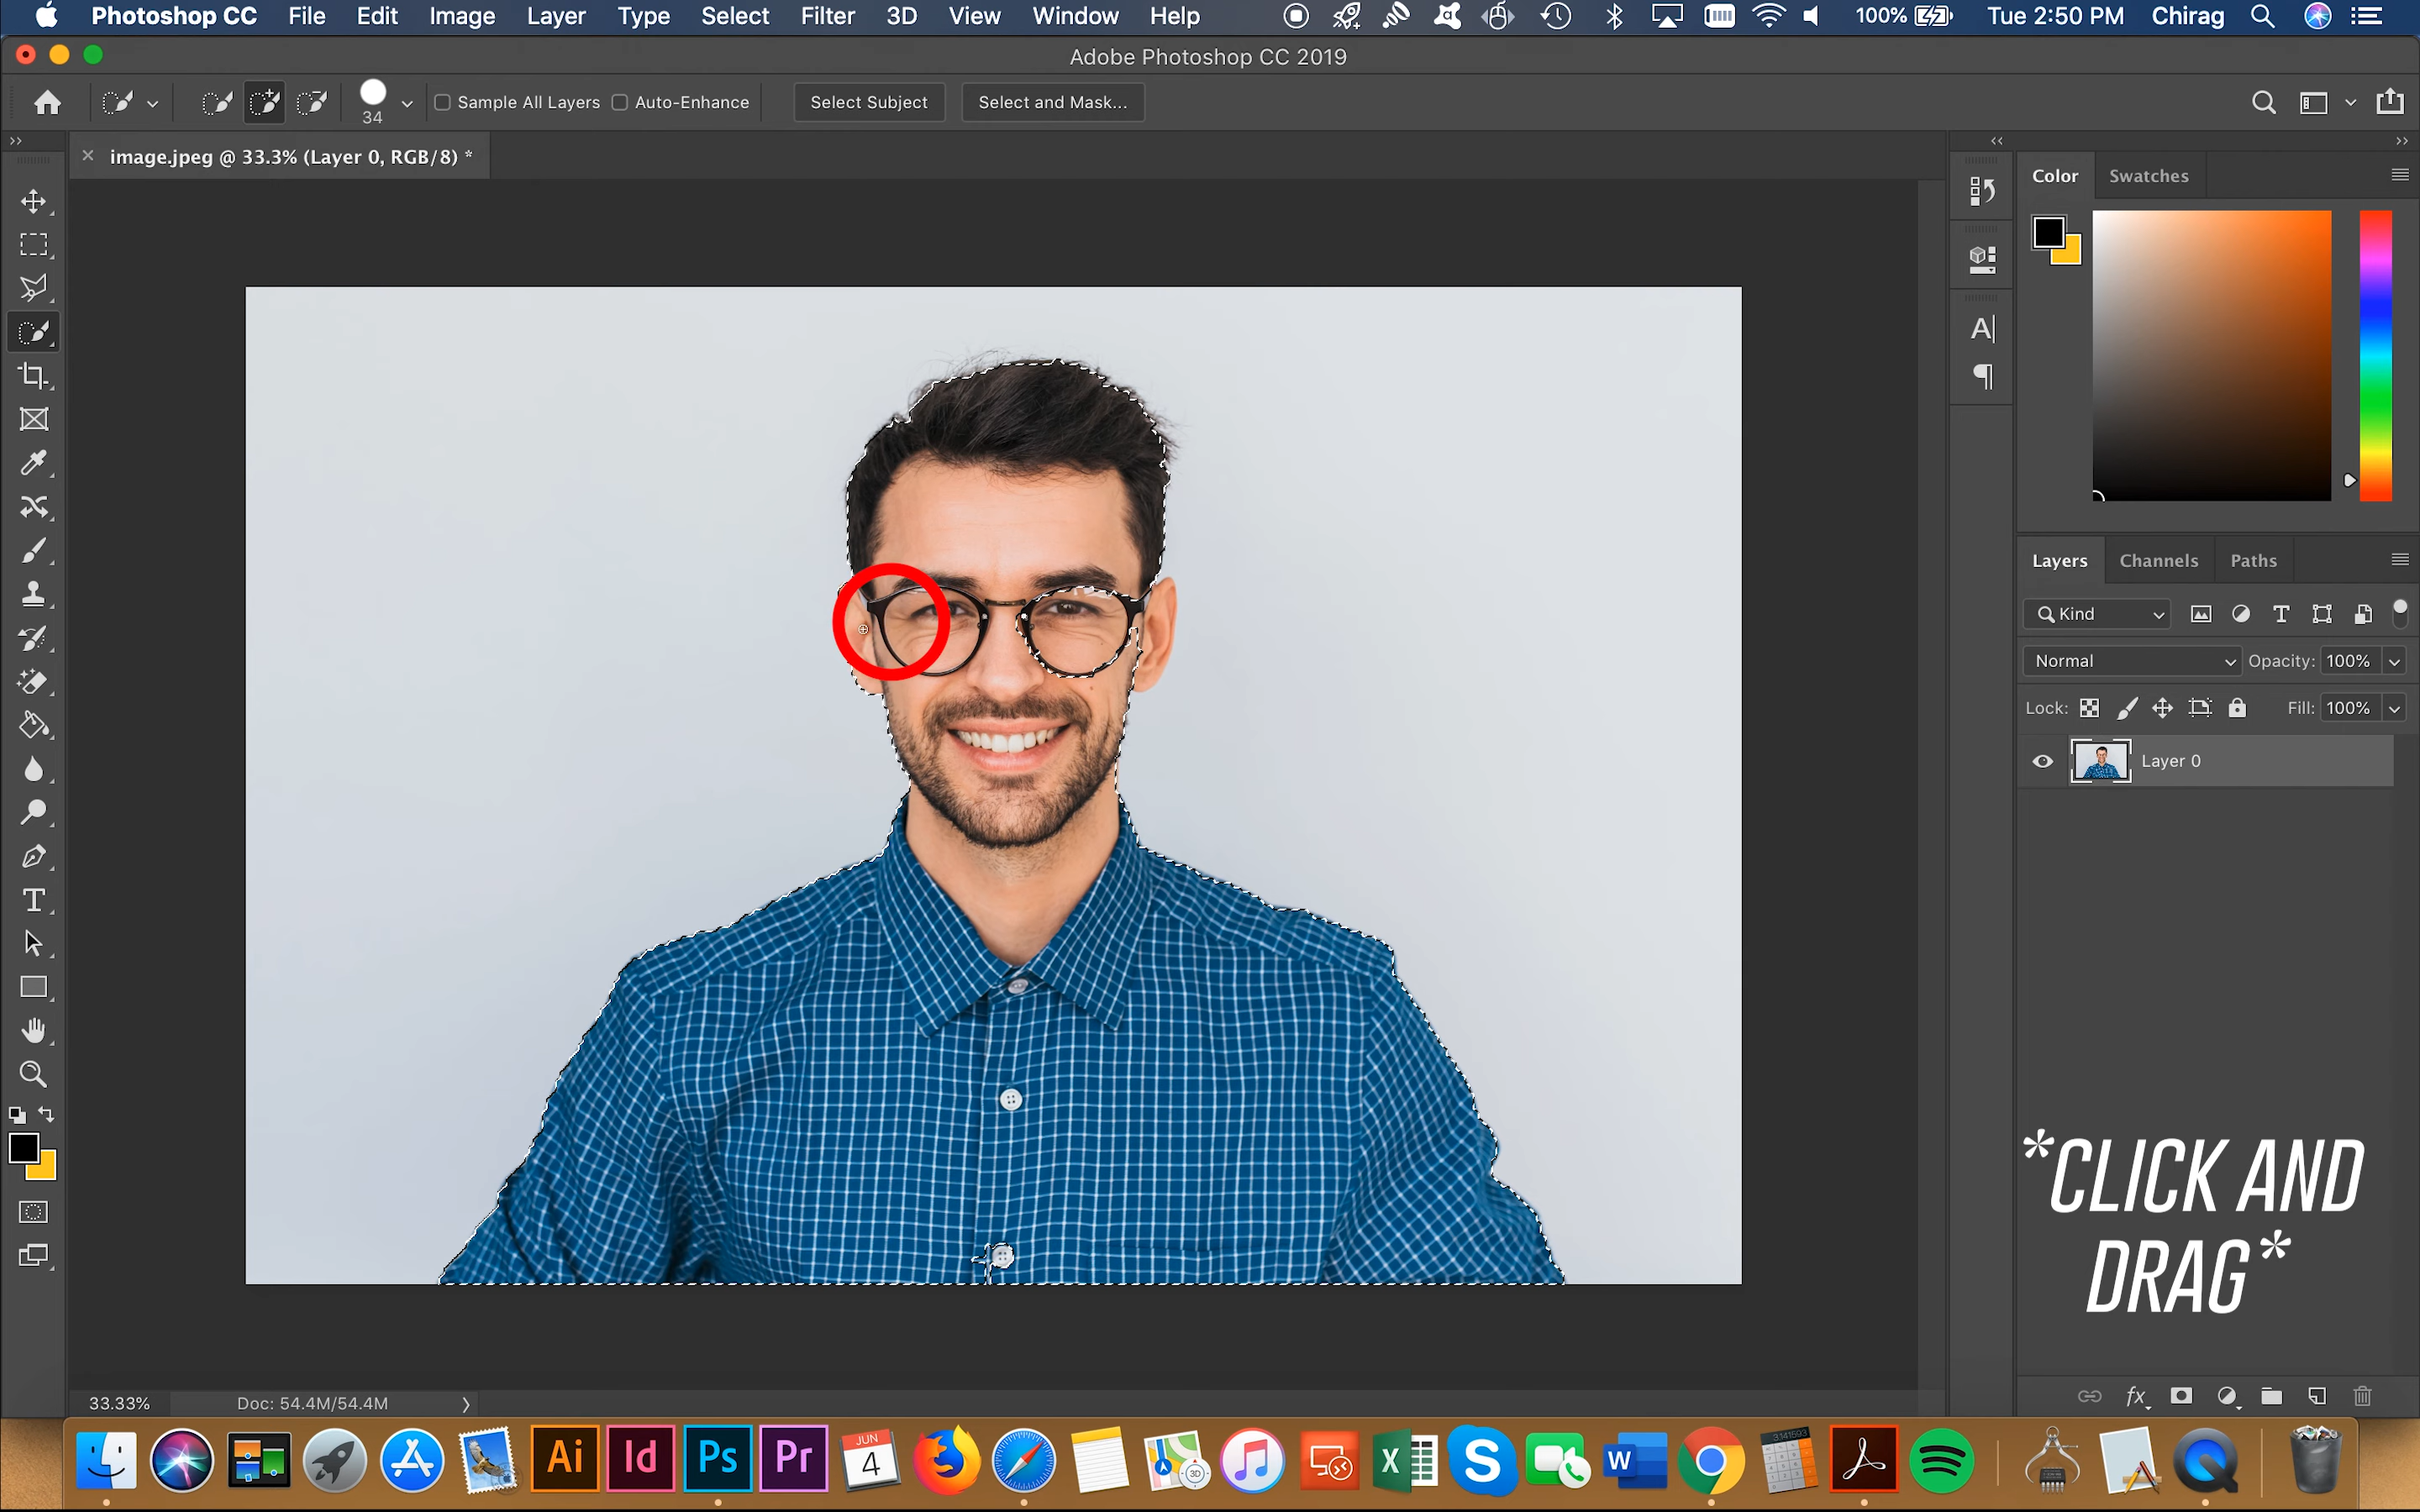 Photoshop CC File Edit Image Layer Type Select Filter 3D View Window Help 100% Tue 2:50 PM Chirag
Adobe Photoshop CC 2019
34 Sample All Layers Auto-Enhance Select Subject Select and Mask...
image.jpeg @ 33.3% (Layer 0, RGB/8) *
Color Swatches
Layers Channels Paths
Kind
Normal Opacity: 100%
Lock: Fill: 100%
Layer 0
*CLICK AND
DRAG*
33.33% Doc: 54.4M/54.4M
Ai Id Ps Pr JUN 4 3D X S W 3.141593